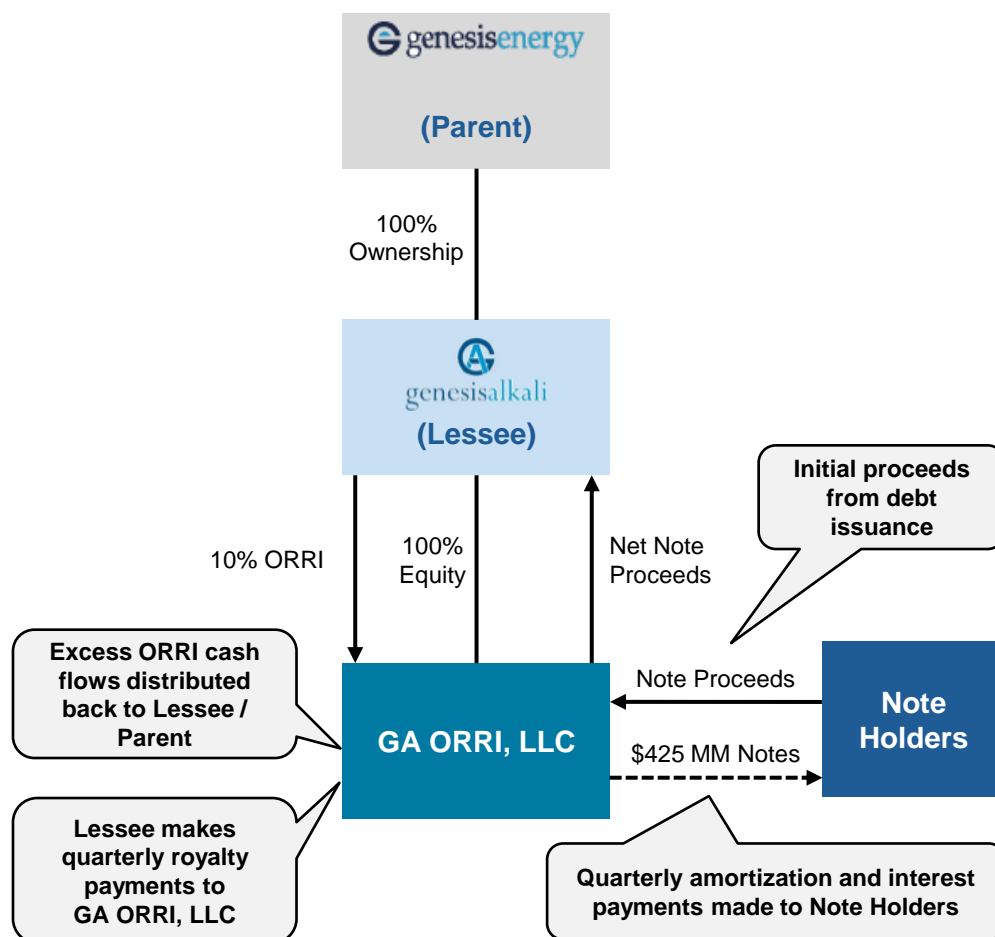 genesisenergy
(Parent)
100%
Ownership
genesisalkali
(Lessee)
Initial proceeds
from debt
issuance
10% ORRI
100%
Equity
Net Note
Proceeds
Excess ORRI cash
flows distributed
back to Lessee /
Parent
GA ORRI, LLC
Note Proceeds
$425 MM Notes
Note
Holders
Lessee makes
quarterly royalty
payments to
GA ORRI, LLC
Quarterly amortization and interest
payments made to Note Holders